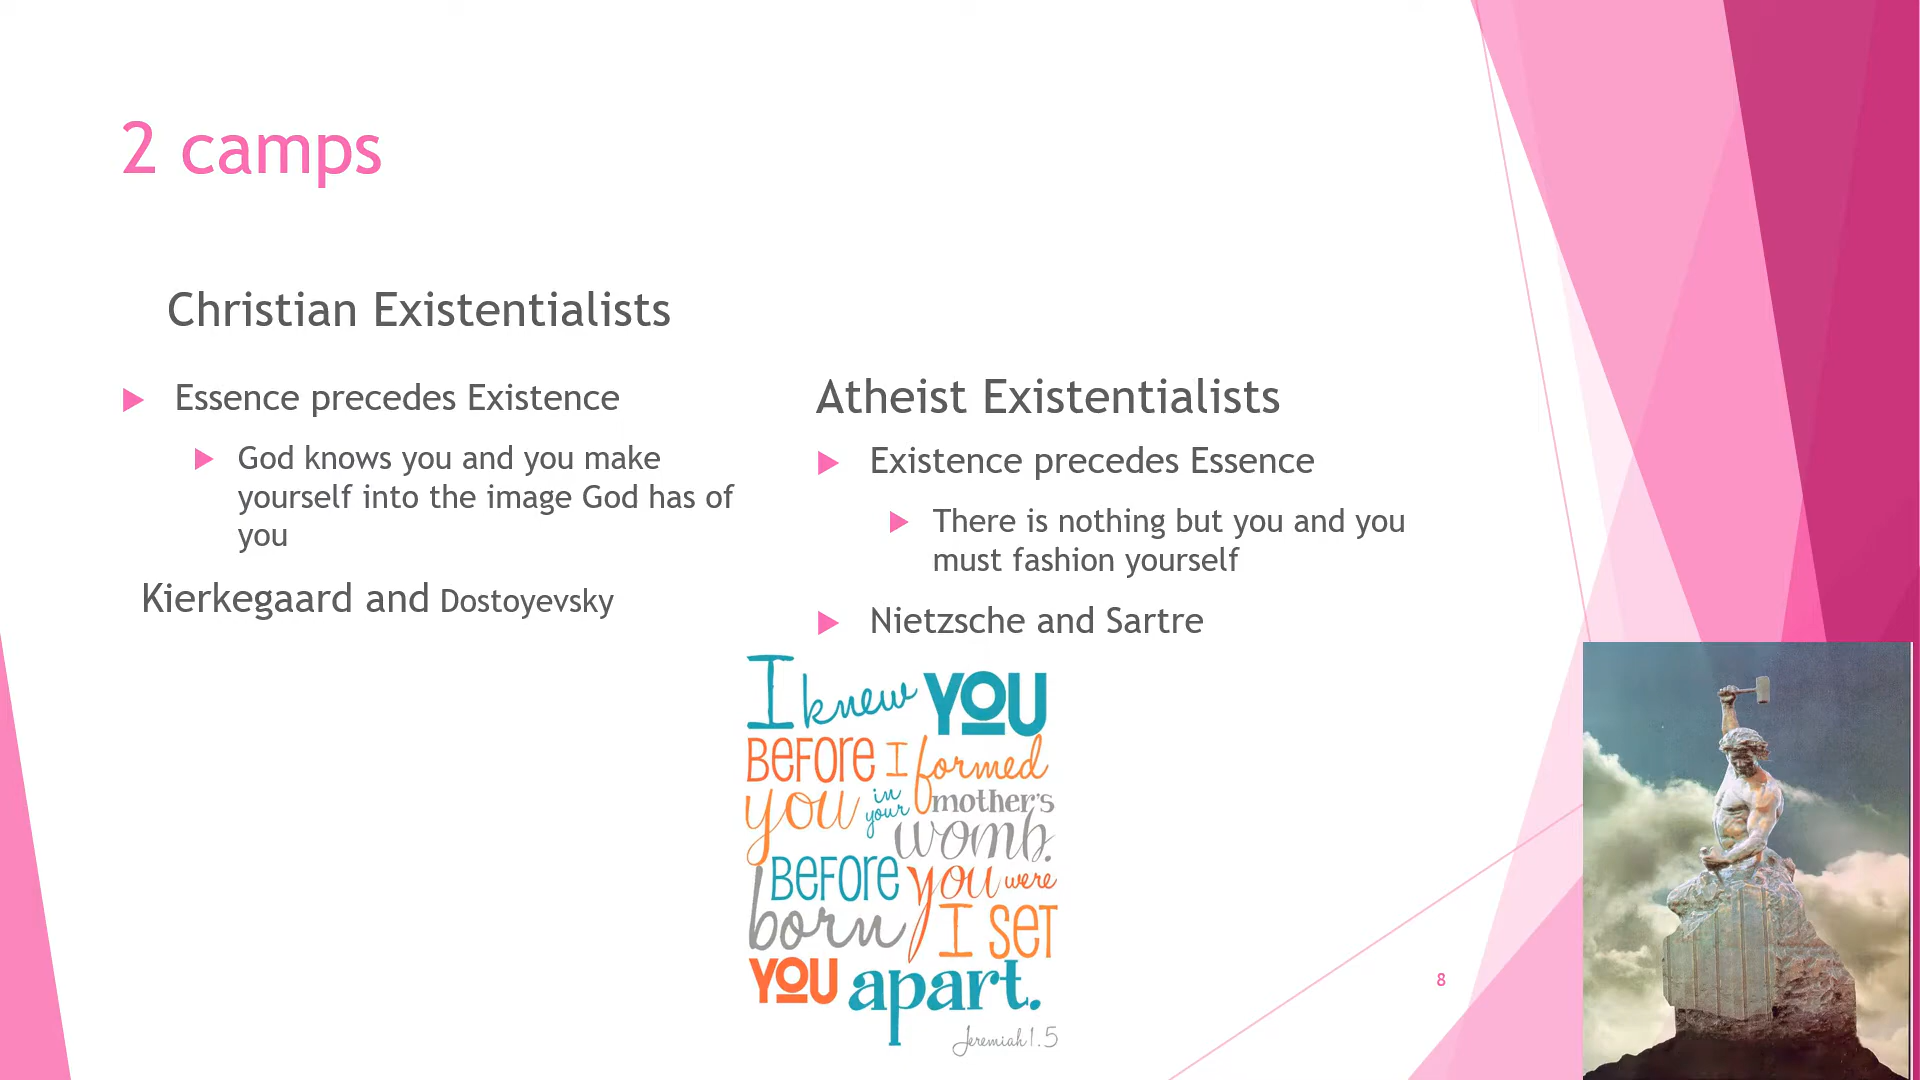 2 camps
Christian Existentialists
Essence precedes Existence
God knows you and you make
yourself into the image God has of
you
Kierkegaard and Dostoyevsky
Atheist Existentialists
Existence precedes Essence
There is nothing but you and you
must fashion yourself
Nietzsche and Sartre
I knew YOU
BEFORE I formed
you in your mother's
womb.
BEFORE you were
born I SET
YOU apart.
Jeremiah 1.5
8